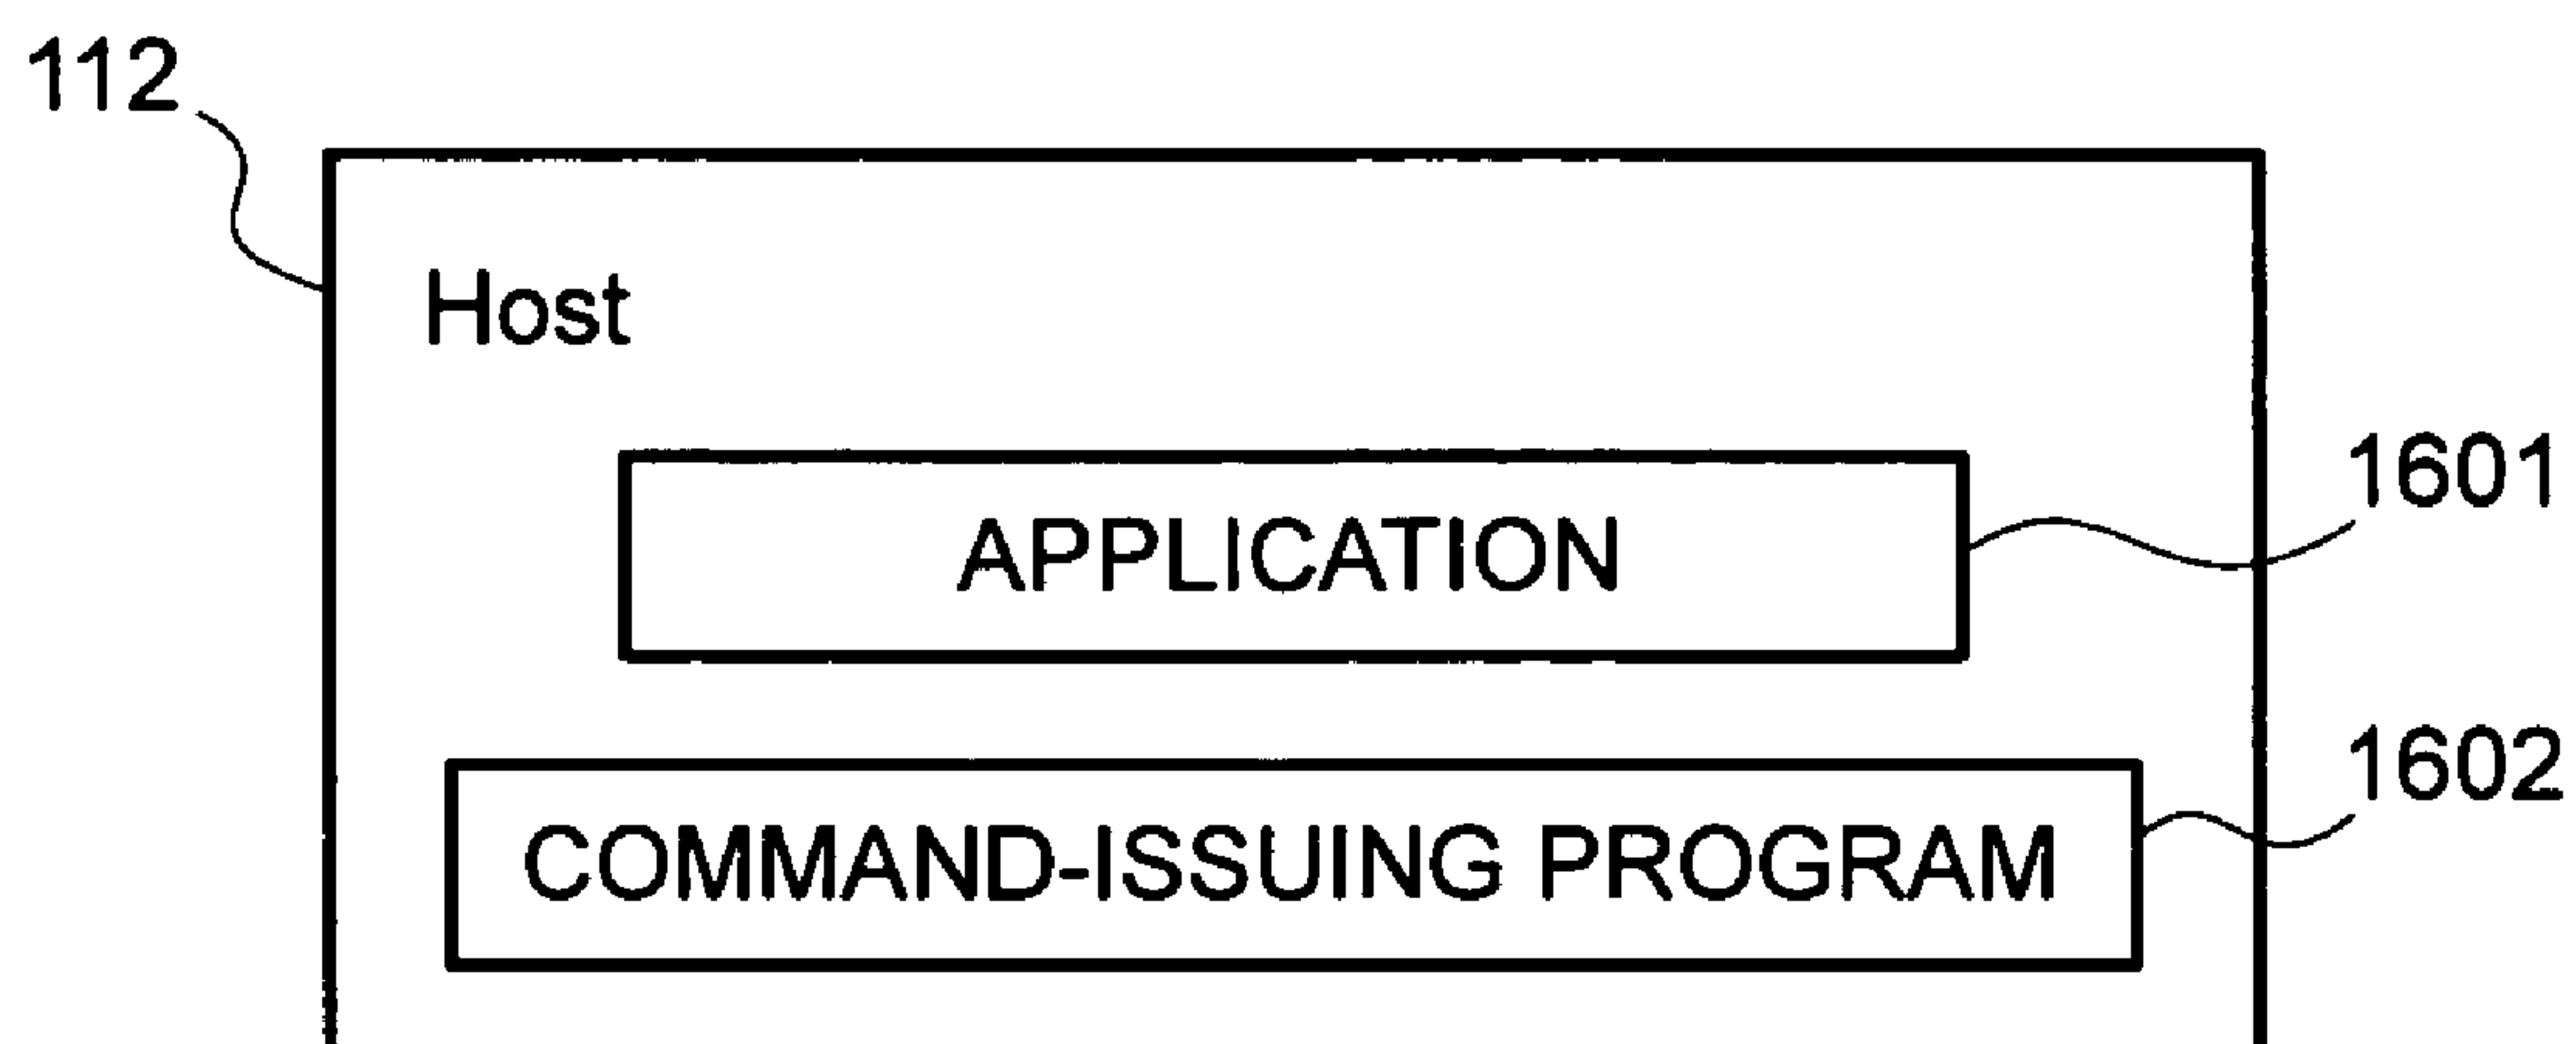 112
Host
APPLICATION
1601
COMMAND-ISSUING PROGRAM
1602